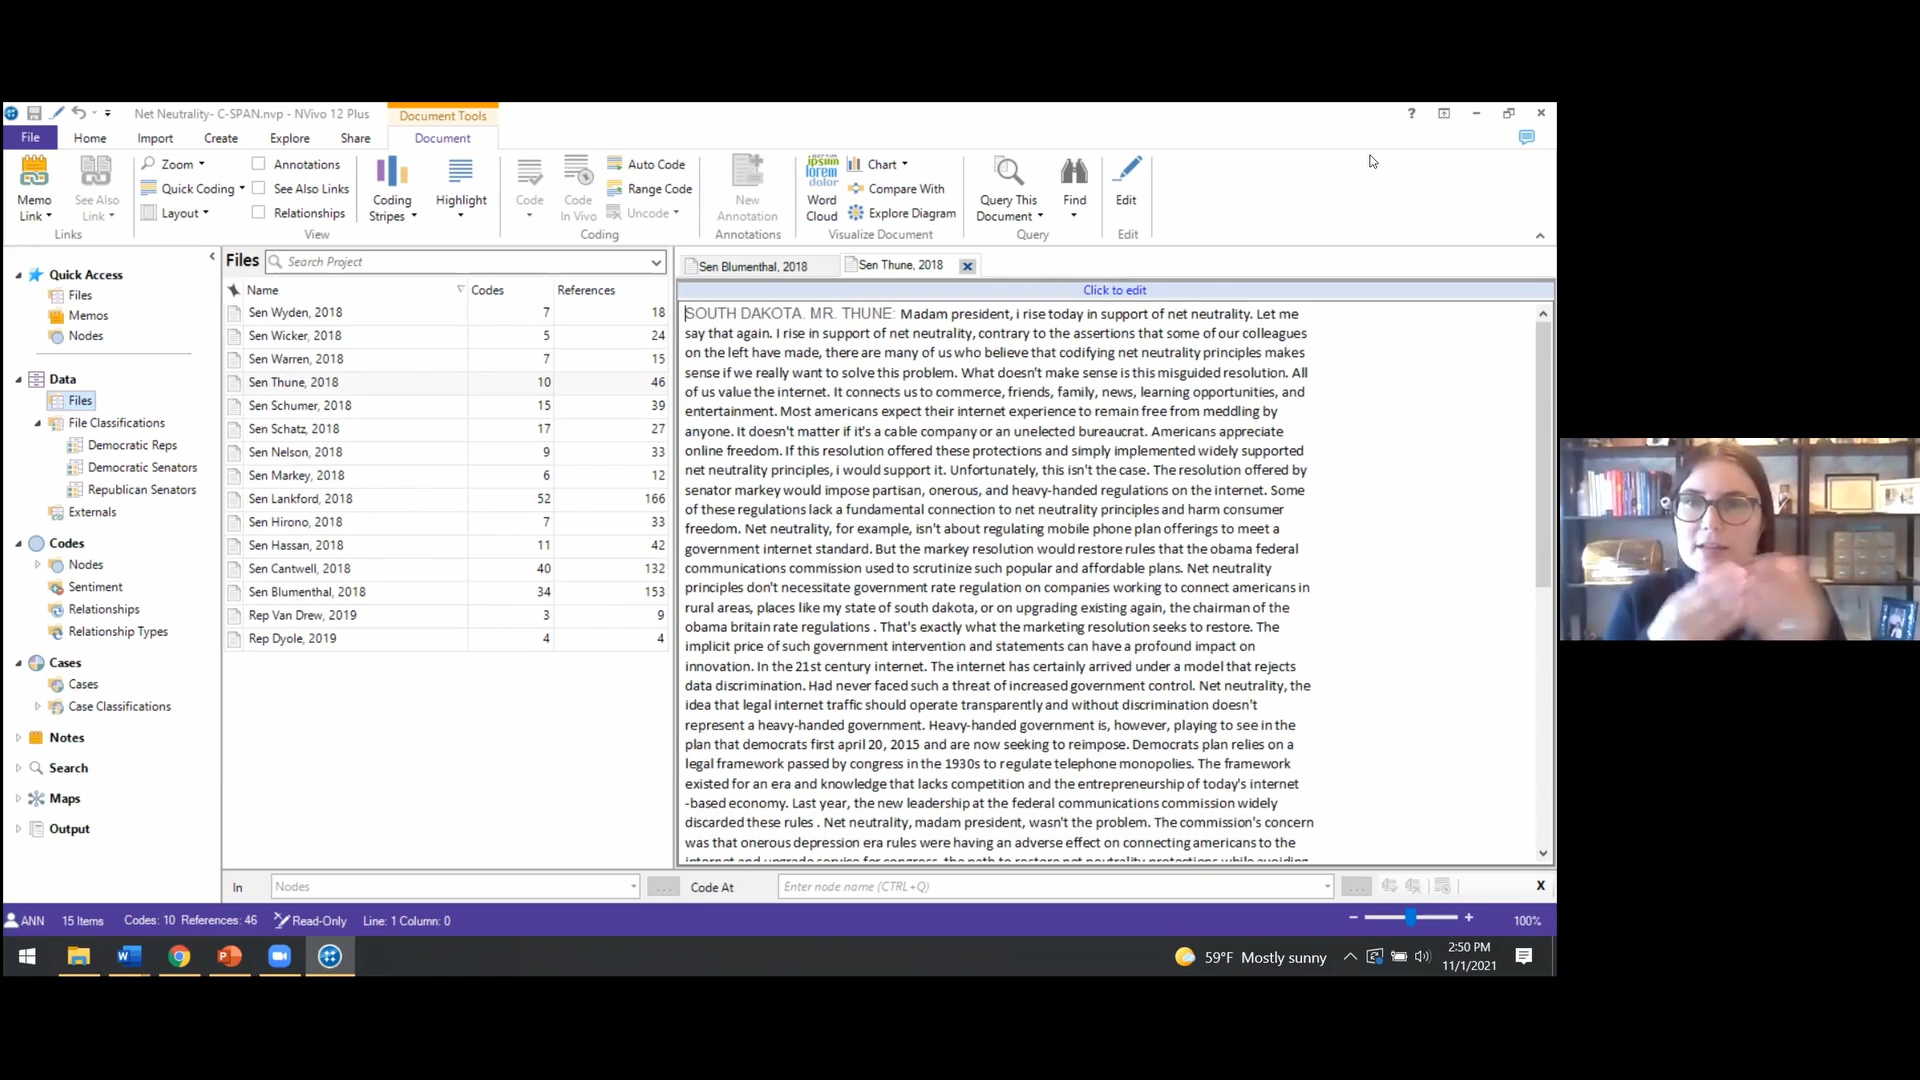 Net Neutrality- C-SPAN.nvp - NVivo 12 Plus
Document Tools
File
Home
Import
Create
Explore
Share
Document
Memo Link
See Also Link
Links
Zoom
Quick Coding
Layout
Annotations
See Also Links
Relationships
View
Coding Stripes
Highlight
Code
Code In Vivo
Auto Code
Range Code
Uncode
Coding
New Annotation
Annotations
Word Cloud
Chart
Compare With
Explore Diagram
Visualize Document
Query This Document
Find
Query
Edit
Edit
Quick Access
Files
Memos
Nodes
Data
Files
File Classifications
Democratic Reps
Democratic Senators
Republican Senators
Externals
Codes
Nodes
Sentiment
Relationships
Relationship Types
Cases
Cases
Case Classifications
Notes
Search
Maps
Output
Files
Search Project
Name Codes References
Sen Wyden, 2018 7 18
Sen Wicker, 2018 5 24
Sen Warren, 2018 7 15
Sen Thune, 2018 10 46
Sen Schumer, 2018 15 39
Sen Schatz, 2018 17 27
Sen Nelson, 2018 9 33
Sen Markey, 2018 6 12
Sen Lankford, 2018 52 166
Sen Hirono, 2018 7 33
Sen Hassan, 2018 11 42
Sen Cantwell, 2018 40 132
Sen Blumenthal, 2018 34 153
Rep Van Drew, 2019 3 9
Rep Dyole, 2019 4 4
Sen Blumenthal, 2018
Sen Thune, 2018
Click to edit
SOUTH DAKOTA. MR. THUNE: Madam president, i rise today in support of net neutrality. Let me
say that again. I rise in support of net neutrality, contrary to the assertions that some of our colleagues
on the left have made, there are many of us who believe that codifying net neutrality principles makes
sense if we really want to solve this problem. What doesn't make sense is this misguided resolution. All
of us value the internet. It connects us to commerce, friends, family, news, learning opportunities, and
entertainment. Most americans expect their internet experience to remain free from meddling by
anyone. It doesn't matter if it's a cable company or an unelected bureaucrat. Americans appreciate
online freedom. If this resolution offered these protections and simply implemented widely supported
net neutrality principles, i would support it. Unfortunately, this isn't the case. The resolution offered by
senator markey would impose partisan, onerous, and heavy-handed regulations on the internet. Some
of these regulations lack a fundamental connection to net neutrality principles and harm consumer
freedom. Net neutrality, for example, isn't about regulating mobile phone plan offerings to meet a
government internet standard. But the markey resolution would restore rules that the obama federal
communications commission used to scrutinize such popular and affordable plans. Net neutrality
principles don't necessitate government rate regulation on companies working to connect americans in
rural areas, places like my state of south dakota, or on upgrading existing again, the chairman of the
obama britain rate regulations . That's exactly what the marketing resolution seeks to restore. The
implicit price of such government intervention and statements can have a profound impact on
innovation. In the 21st century internet. The internet has certainly arrived under a model that rejects
data discrimination. Had never faced such a threat of increased government control. Net neutrality, the
idea that legal internet traffic should operate transparently and without discrimination doesn't
represent a heavy-handed government. Heavy-handed government is, however, playing to see in the
plan that democrats first april 20, 2015 and are now seeking to reimpose. Democrats plan relies on a
legal framework passed by congress in the 1930s to regulate telephone monopolies. The framework
existed for an era and knowledge that lacks competition and the entrepreneurship of today's internet
-based economy. Last year, the new leadership at the federal communications commission widely
discarded these rules . Net neutrality, madam president, wasn't the problem. The commission's concern
was that onerous depression era rules were having an adverse effect on connecting americans to the
In
Nodes
Code At
Enter node name (CTRL+Q)
X
ANN 15 Items Codes: 10 References: 46 Read-Only Line: 1 Column: 0
100%
59°F Mostly sunny
2:50 PM
11/1/2021